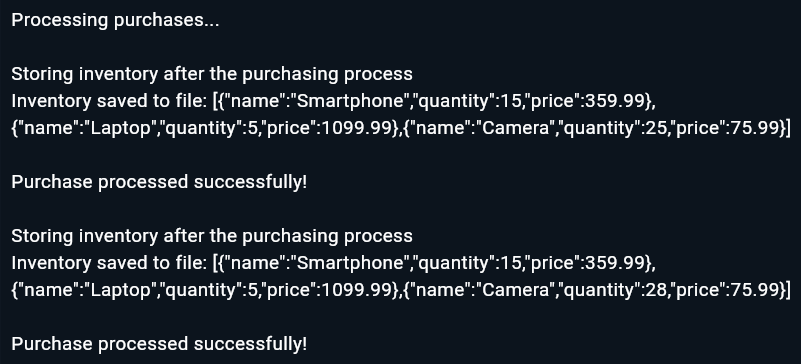 Processing purchases...
Storing inventory after the purchasing process
Inventory saved to file: [{"name":"Smartphone","quantity":15,"price":359.99},
{"name":"Laptop","quantity":5,"price":1099.99},{"name":"Camera","quantity":25,"price":75.99}]
Purchase processed successfully!
Storing inventory after the purchasing process
Inventory saved to file: [{"name":"Smartphone","quantity":15,"price":359.99},
{"name":"Laptop","quantity":5,"price":1099.99},{"name":"Camera","quantity":28,"price":75.99}]
Purchase processed successfully!